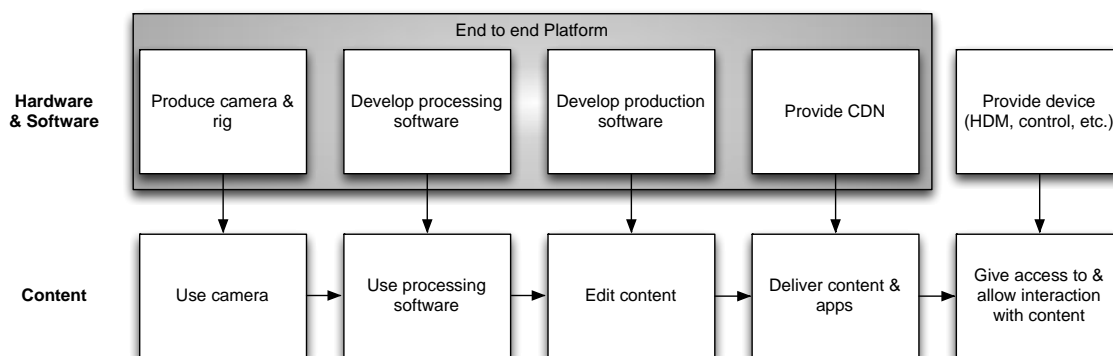 End to end Platform
Hardware
& Software
Produce camera &
rig
Develop processing
software
Develop production
software
Provide CDN
Provide device
(HDM, control, etc.)
Content
Use camera
Use processing
software
Edit content
Deliver content &
apps
Give access to &
allow interaction
with content